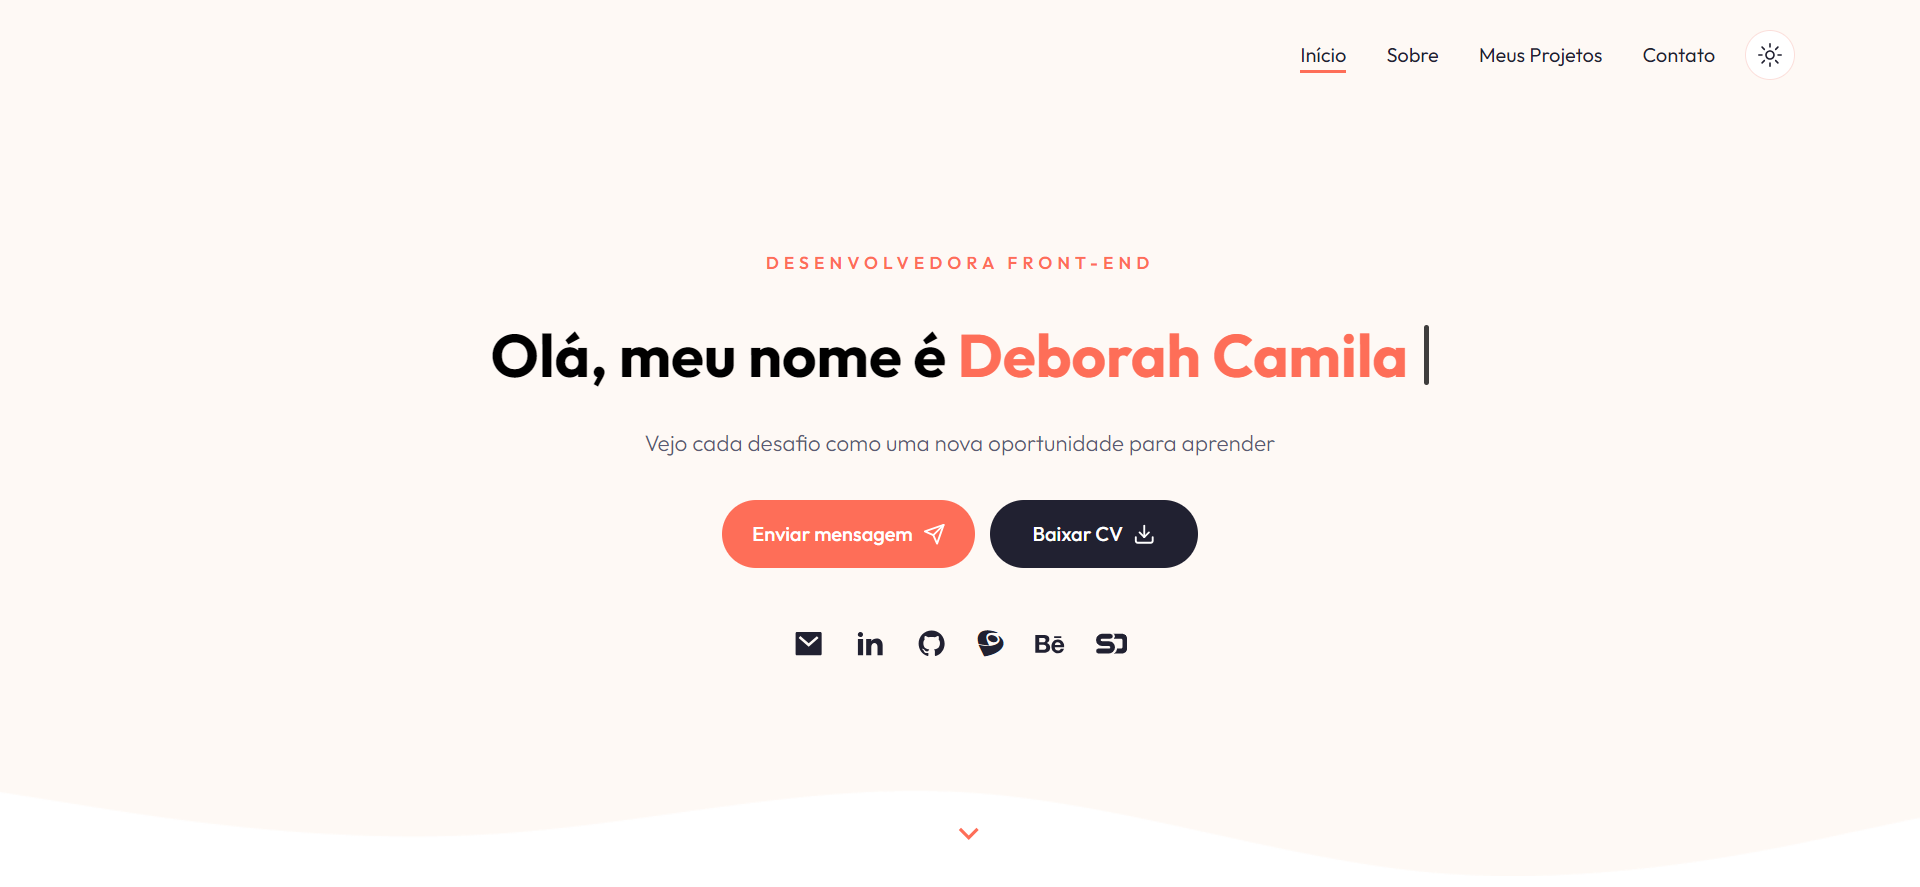 Início Sobre Meus Projetos Contato
DESENVOLVEDORA FRONT-END
Olá, meu nome é Deborah Camila |
Vejo cada desafio como uma nova oportunidade para aprender
Enviar mensagem Baixar CV
in Bē SD